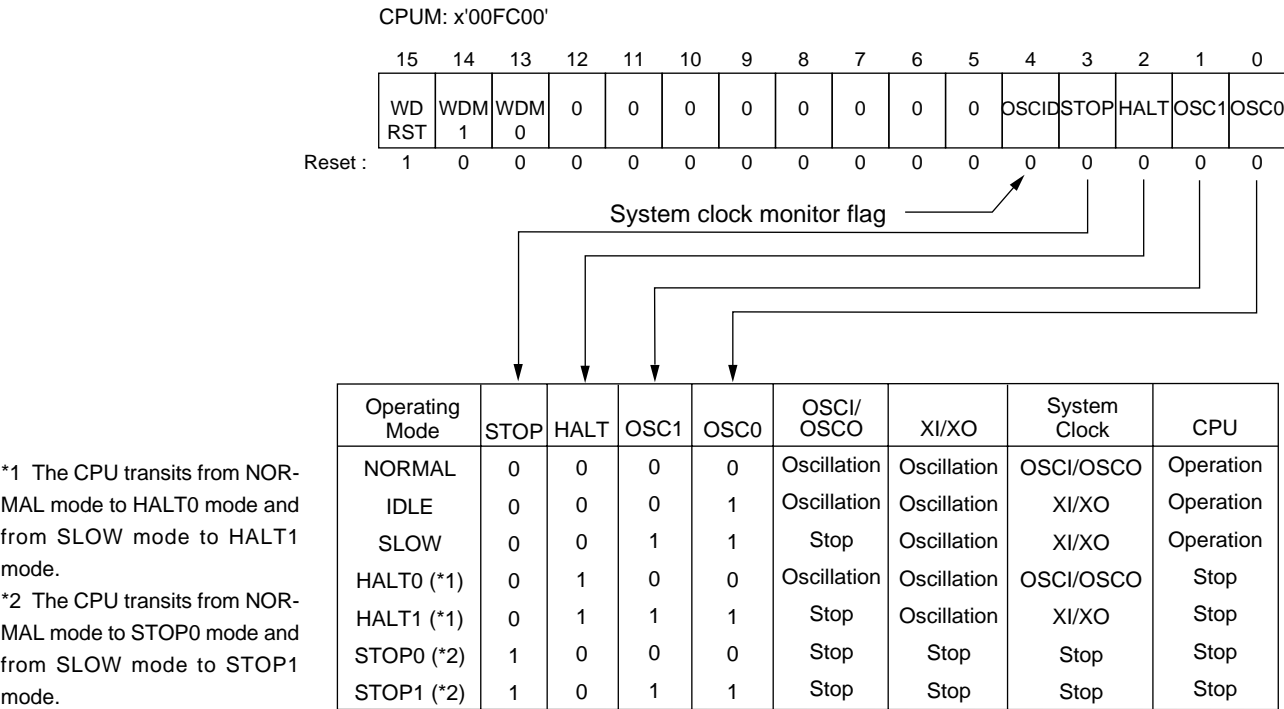 CPUM: x'00FC00'
15 14 13 12 11 10 9 8 7 6 5 4 3 2 1 0
WD RST WDM 1 WDM 0 0 0 0 0 0 0 0 0 OSCID STOP HALT OSC1 OSC0
Reset : 1 0 0 0 0 0 0 0 0 0 0 0 0 0 0 0
System clock monitor flag
Operating Mode STOP HALT OSC1 OSC0 OSCI/ OSCO XI/XO System Clock CPU
NORMAL 0 0 0 0 Oscillation Oscillation OSCI/OSCO Operation
IDLE 0 0 0 1 Oscillation Oscillation XI/XO Operation
SLOW 0 0 1 1 Stop Oscillation XI/XO Operation
HALT0 (*1) 0 1 0 0 Oscillation Oscillation OSCI/OSCO Stop
HALT1 (*1) 0 1 1 1 Stop Oscillation XI/XO Stop
STOP0 (*2) 1 0 0 0 Stop Stop Stop Stop
STOP1 (*2) 1 0 1 1 Stop Stop Stop Stop
*1 The CPU transits from NOR-
MAL mode to HALT0 mode and
from SLOW mode to HALT1
mode.
*2 The CPU transits from NOR-
MAL mode to STOP0 mode and
from SLOW mode to STOP1
mode.